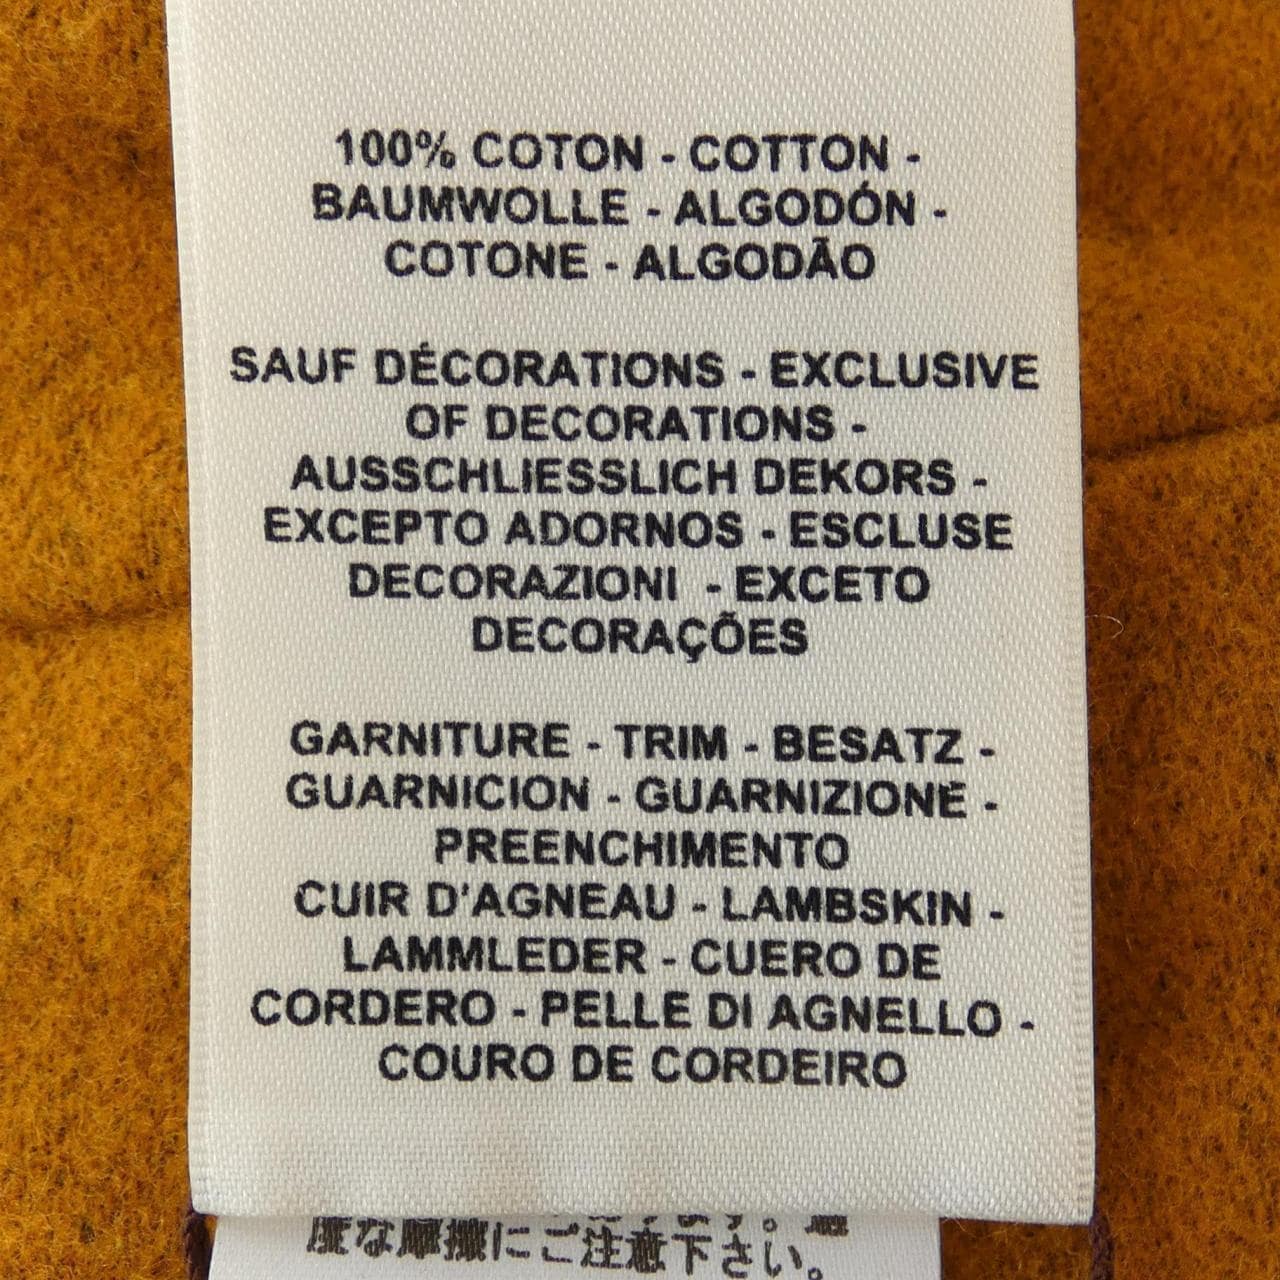 100% COTON - COTTON -
BAUMWOLLE - ALGODÓN -
COTONE - ALGODÃO
SAUF DÉCORATIONS - EXCLUSIVE
OF DECORATIONS -
AUSSCHLIESSLICH DEKORS -
EXCEPTO ADORNOS - ESCLUSE
DECORAZIONI - EXCETO
DECORAÇÕES
GARNITURE - TRIM - BESATZ -
GUARNICION - GUARNIZIONE -
PREENCHIMENTO
CUIR D'AGNEAU - LAMBSKIN -
LAMMLEDER - CUERO DE
CORDERO - PELLE DI AGNELLO -
COURO DE CORDEIRO
度な摩擦にご注意下さい。